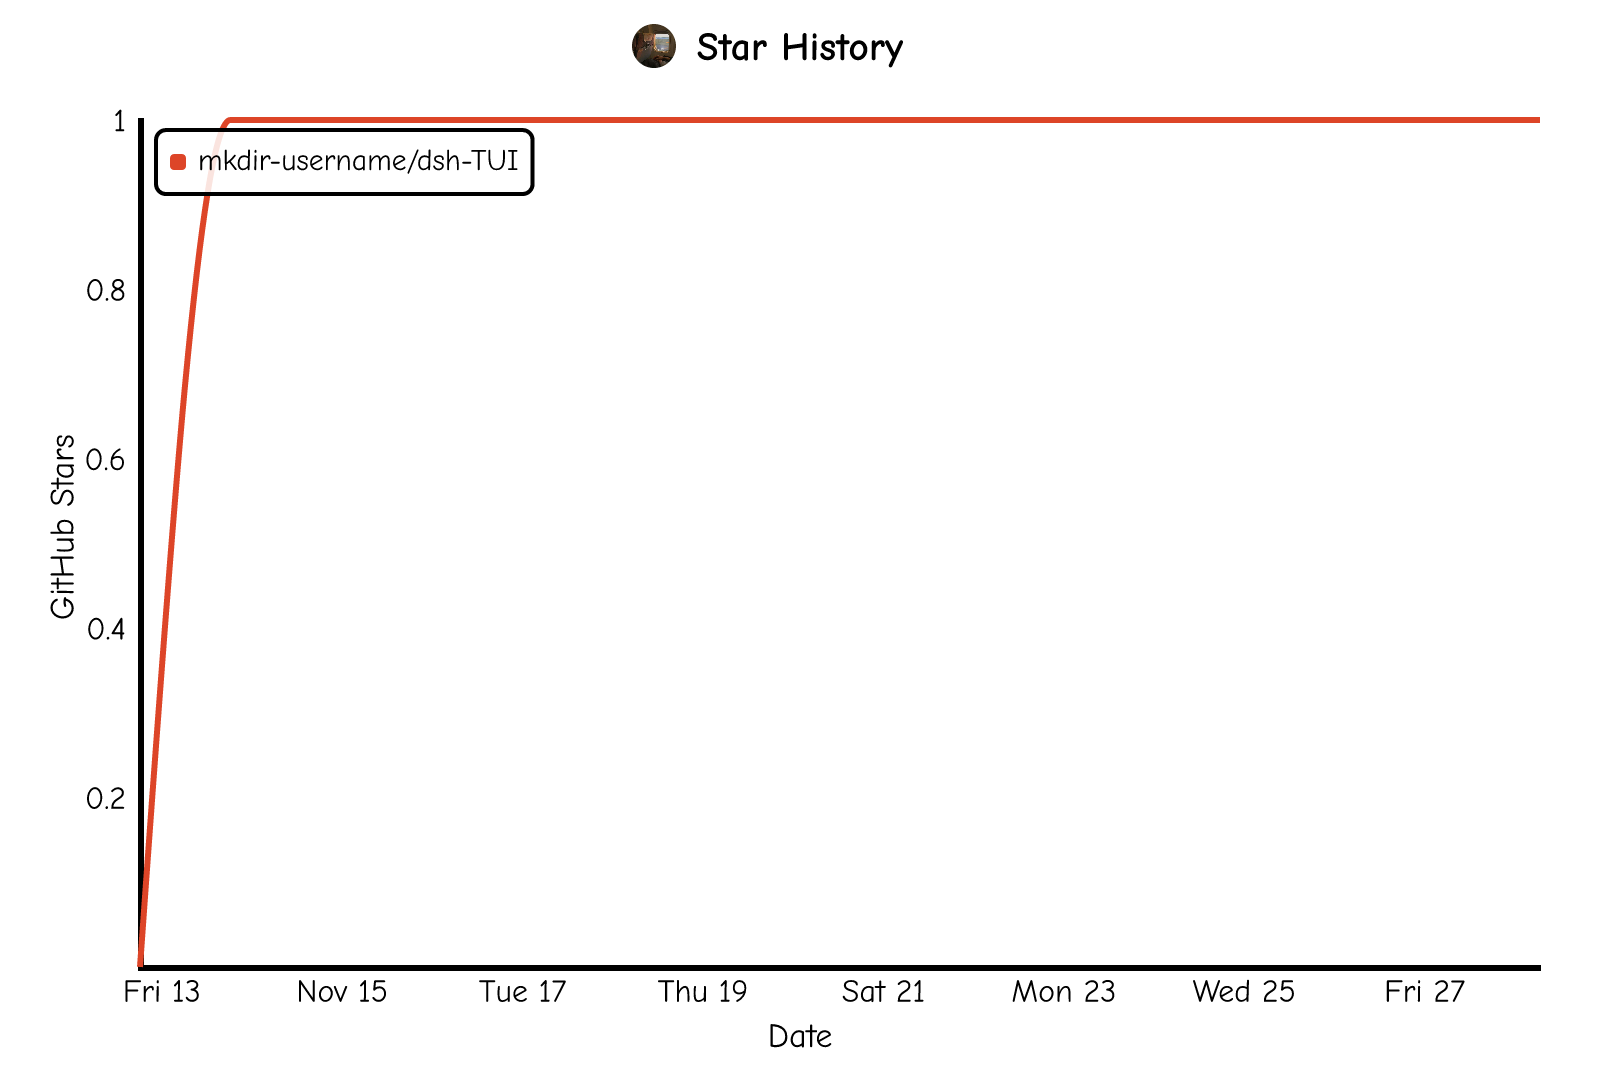 Star History
mkdir-username/dsh-TUI
GitHub Stars
1
0.8
0.6
0.4
0.2
Fri 13 Nov 15 Tue 17 Thu 19 Sat 21 Mon 23 Wed 25 Fri 27
Date